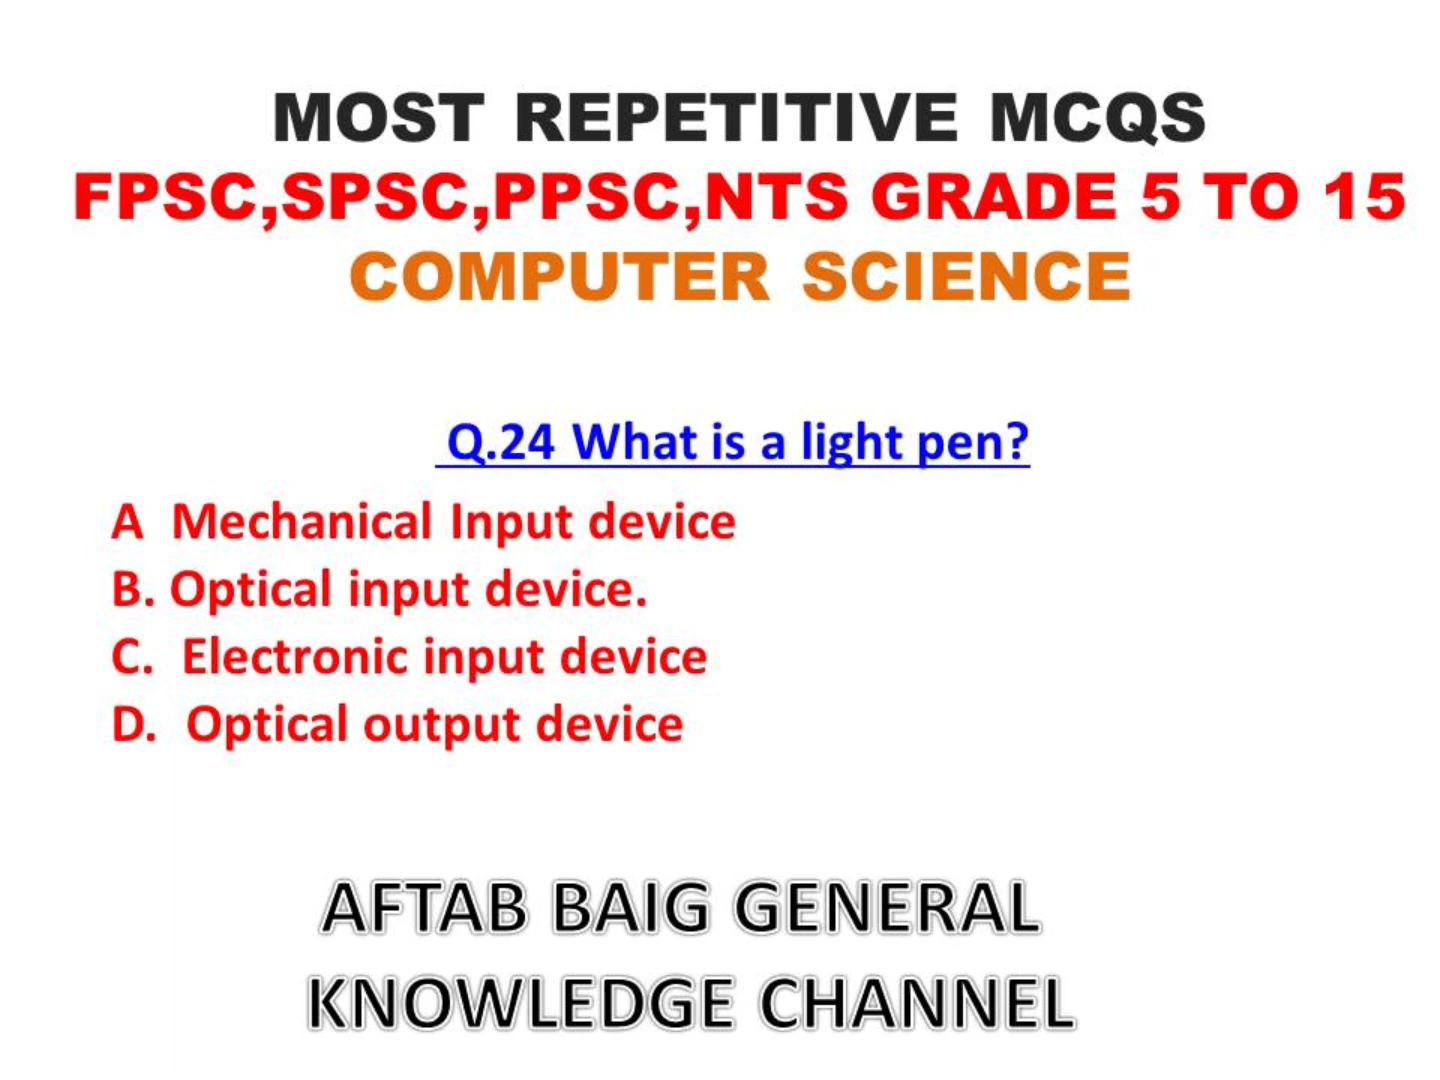 MOST REPETITIVE MCQS
FPSC,SPSC,PPSC,NTS GRADE 5 TO 15
COMPUTER SCIENCE
Q.24 What is a light pen?
A Mechanical Input device
B. Optical input device.
C. Electronic input device
D. Optical output device
AFTAB BAIG GENERAL
KNOWLEDGE CHANNEL